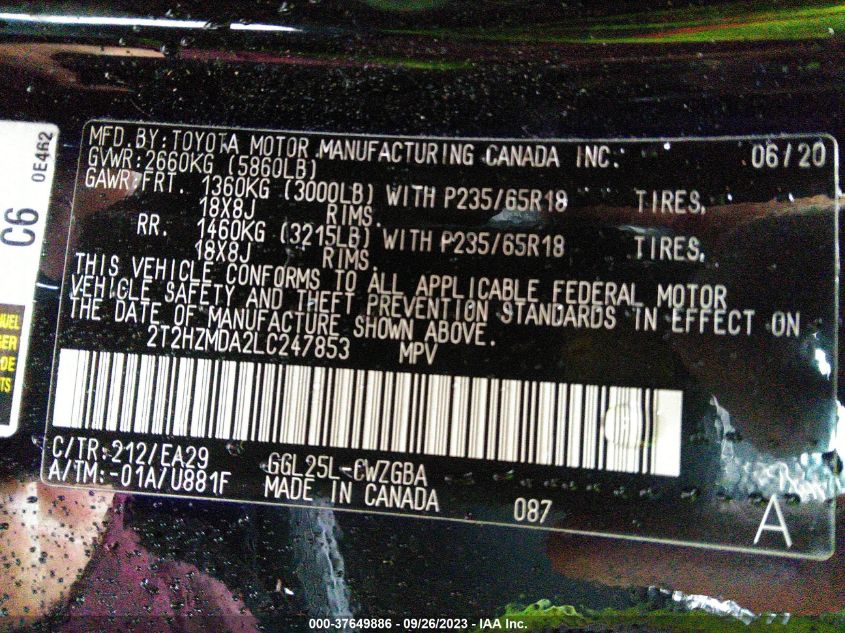 MFD.BY:TOYOTA MOTOR MANUFACTURING CANADA INC. 06/20
GVWR:2660KG (5860LB)
GAWR:FRT. 1360KG (3000LB) WITH P235/65R18 TIRES,
18X8J RIMS.
RR. 1460KG (3215LB) WITH P235/65R18 TIRES,
18X8J RIMS.
THIS VEHICLE CONFORMS TO ALL APPLICABLE FEDERAL MOTOR
VEHICLE SAFETY AND THEFT PREVENTION STANDARDS IN EFFECT ON
THE DATE OF MANUFACTURE SHOWN ABOVE.
2T2HZMDA2LC247853 MPV
C/TR:212/EA29 GGL25L-CWZGBA
A/TM:-01A/U881F MADE IN CANADA 087
A
0E462
C6
000-37649886 - 09/26/2023 - IAA Inc.